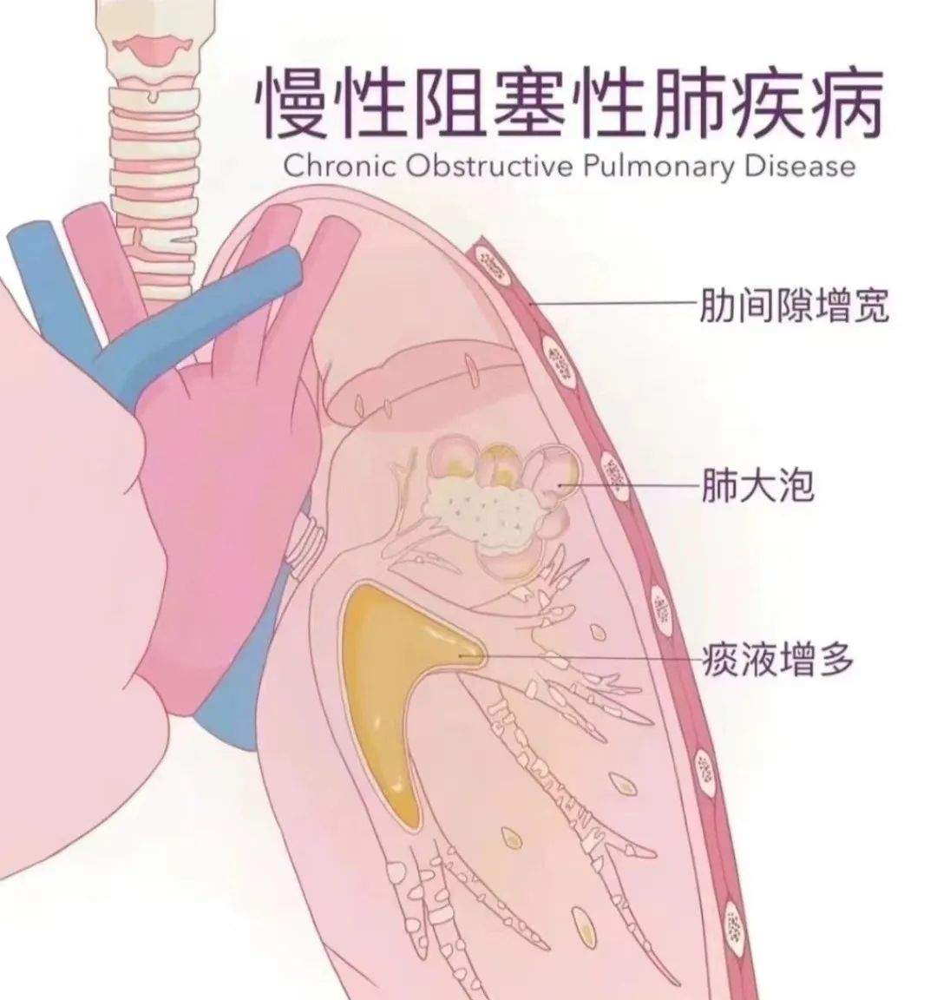 慢性阻塞性肺疾病
Chronic Obstructive Pulmonary Disease
肋间隙增宽
肺大泡
痰液增多